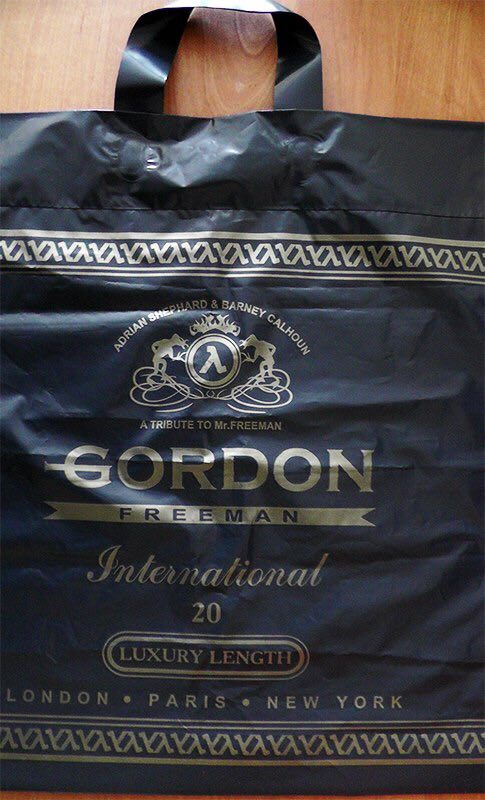 ADRIAN SHEPHARD & BARNEY CALHOUN
λ
A TRIBUTE TO Mr.FREEMAN
GORDON
FREEMAN
International
20
LUXURY LENGTH
LONDON • PARIS • NEW YORK